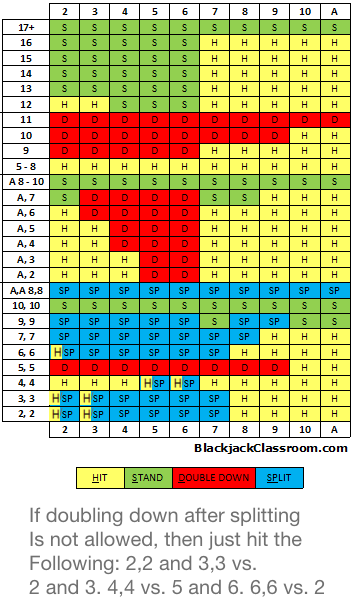 2 3 4 5 6 7 8 9 10 A
17+ S S S S S S S S S S
16 S S S S S H H H H H
15 S S S S S H H H H H
14 S S S S S H H H H H
13 S S S S S H H H H H
12 H H S S S H H H H H
11 D D D D D D D D D D
10 D D D D D D D D H H
9 D D D D D H H H H H
5 - 8 H H H H H H H H H H
A 8 - 10 S S S S S S S S S S
A, 7 S D D D D S S H H H
A, 6 H D D D D H H H H H
A, 5 H H D D D H H H H H
A, 4 H H D D D H H H H H
A, 3 H H H D D H H H H H
A, 2 H H H D D H H H H H
A,A 8,8 SP SP SP SP SP SP SP SP SP SP
10, 10 S S S S S S S S S S
9, 9 SP SP SP SP SP S SP SP S S
7, 7 SP SP SP SP SP SP SP H H H
6, 6 H SP SP SP SP SP SP H H H H
5, 5 D D D D D D D D H H
4, 4 H H H H SP H SP H H H H H
3, 3 H SP H SP SP SP SP SP H H H H
2, 2 H SP H SP SP SP SP SP H H H H
2 3 4 5 6 7 8 9 10 A
BlackjackClassroom.com
HIT STAND DOUBLE DOWN SPLIT
If doubling down after splitting
Is not allowed, then just hit the
Following: 2,2 and 3,3 vs.
2 and 3. 4,4 vs. 5 and 6. 6,6 vs. 2